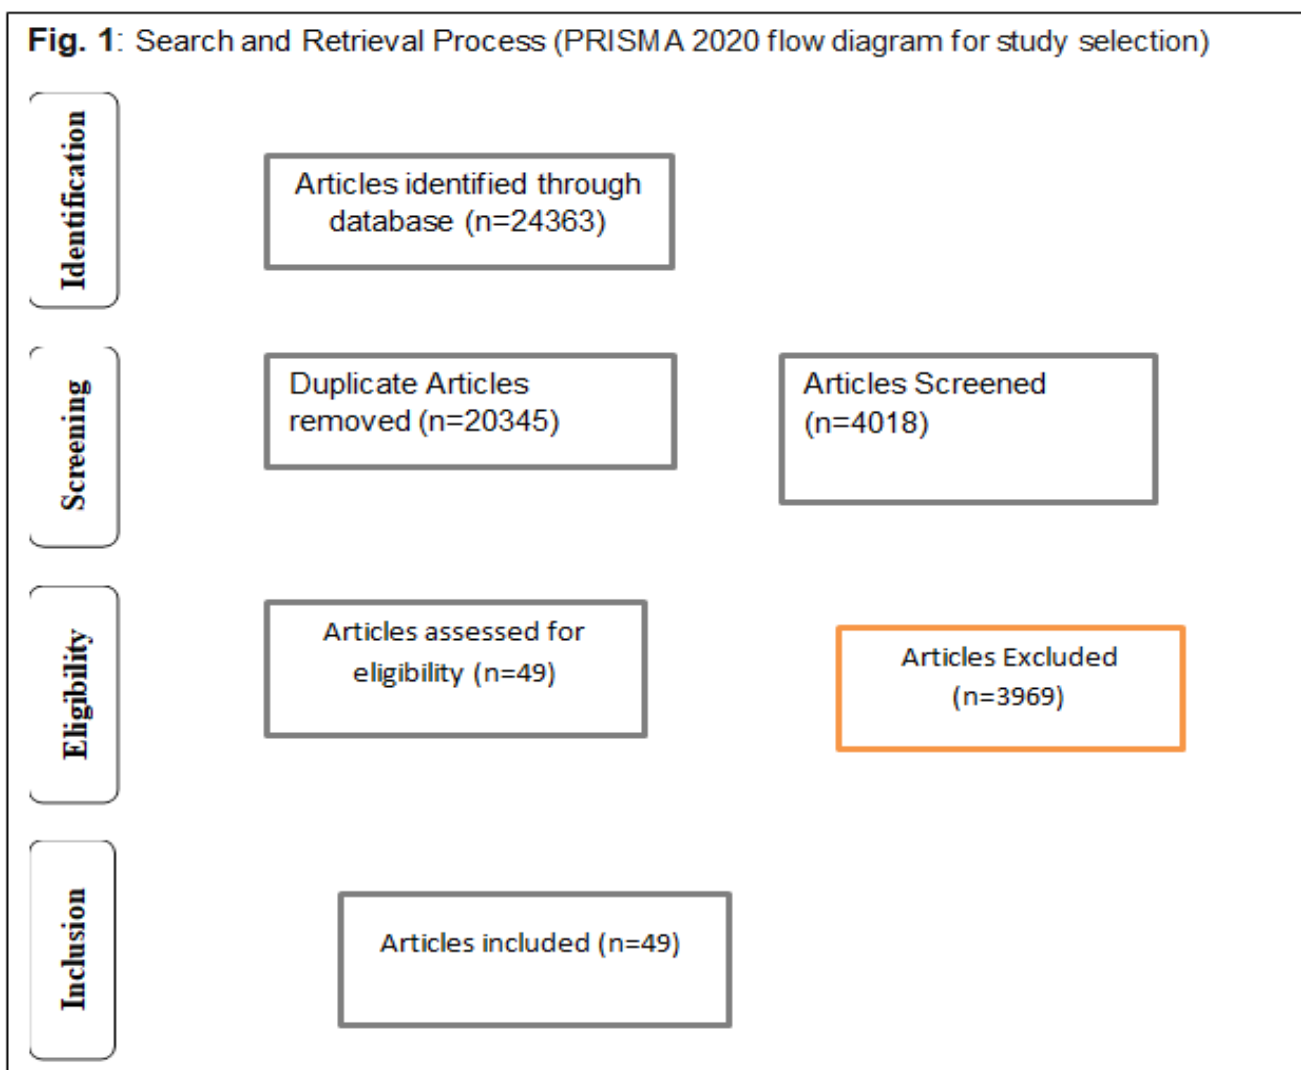 Fig. 1: Search and Retrieval Process (PRISMA 2020 flow diagram for study selection)
Identification
Articles identified through
database (n=24363)
Screening
Duplicate Articles
removed (n=20345)
Articles Screened
(n=4018)
Eligibility
Articles assessed for
eligibility (n=49)
Articles Excluded
(n=3969)
Inclusion
Articles included (n=49)